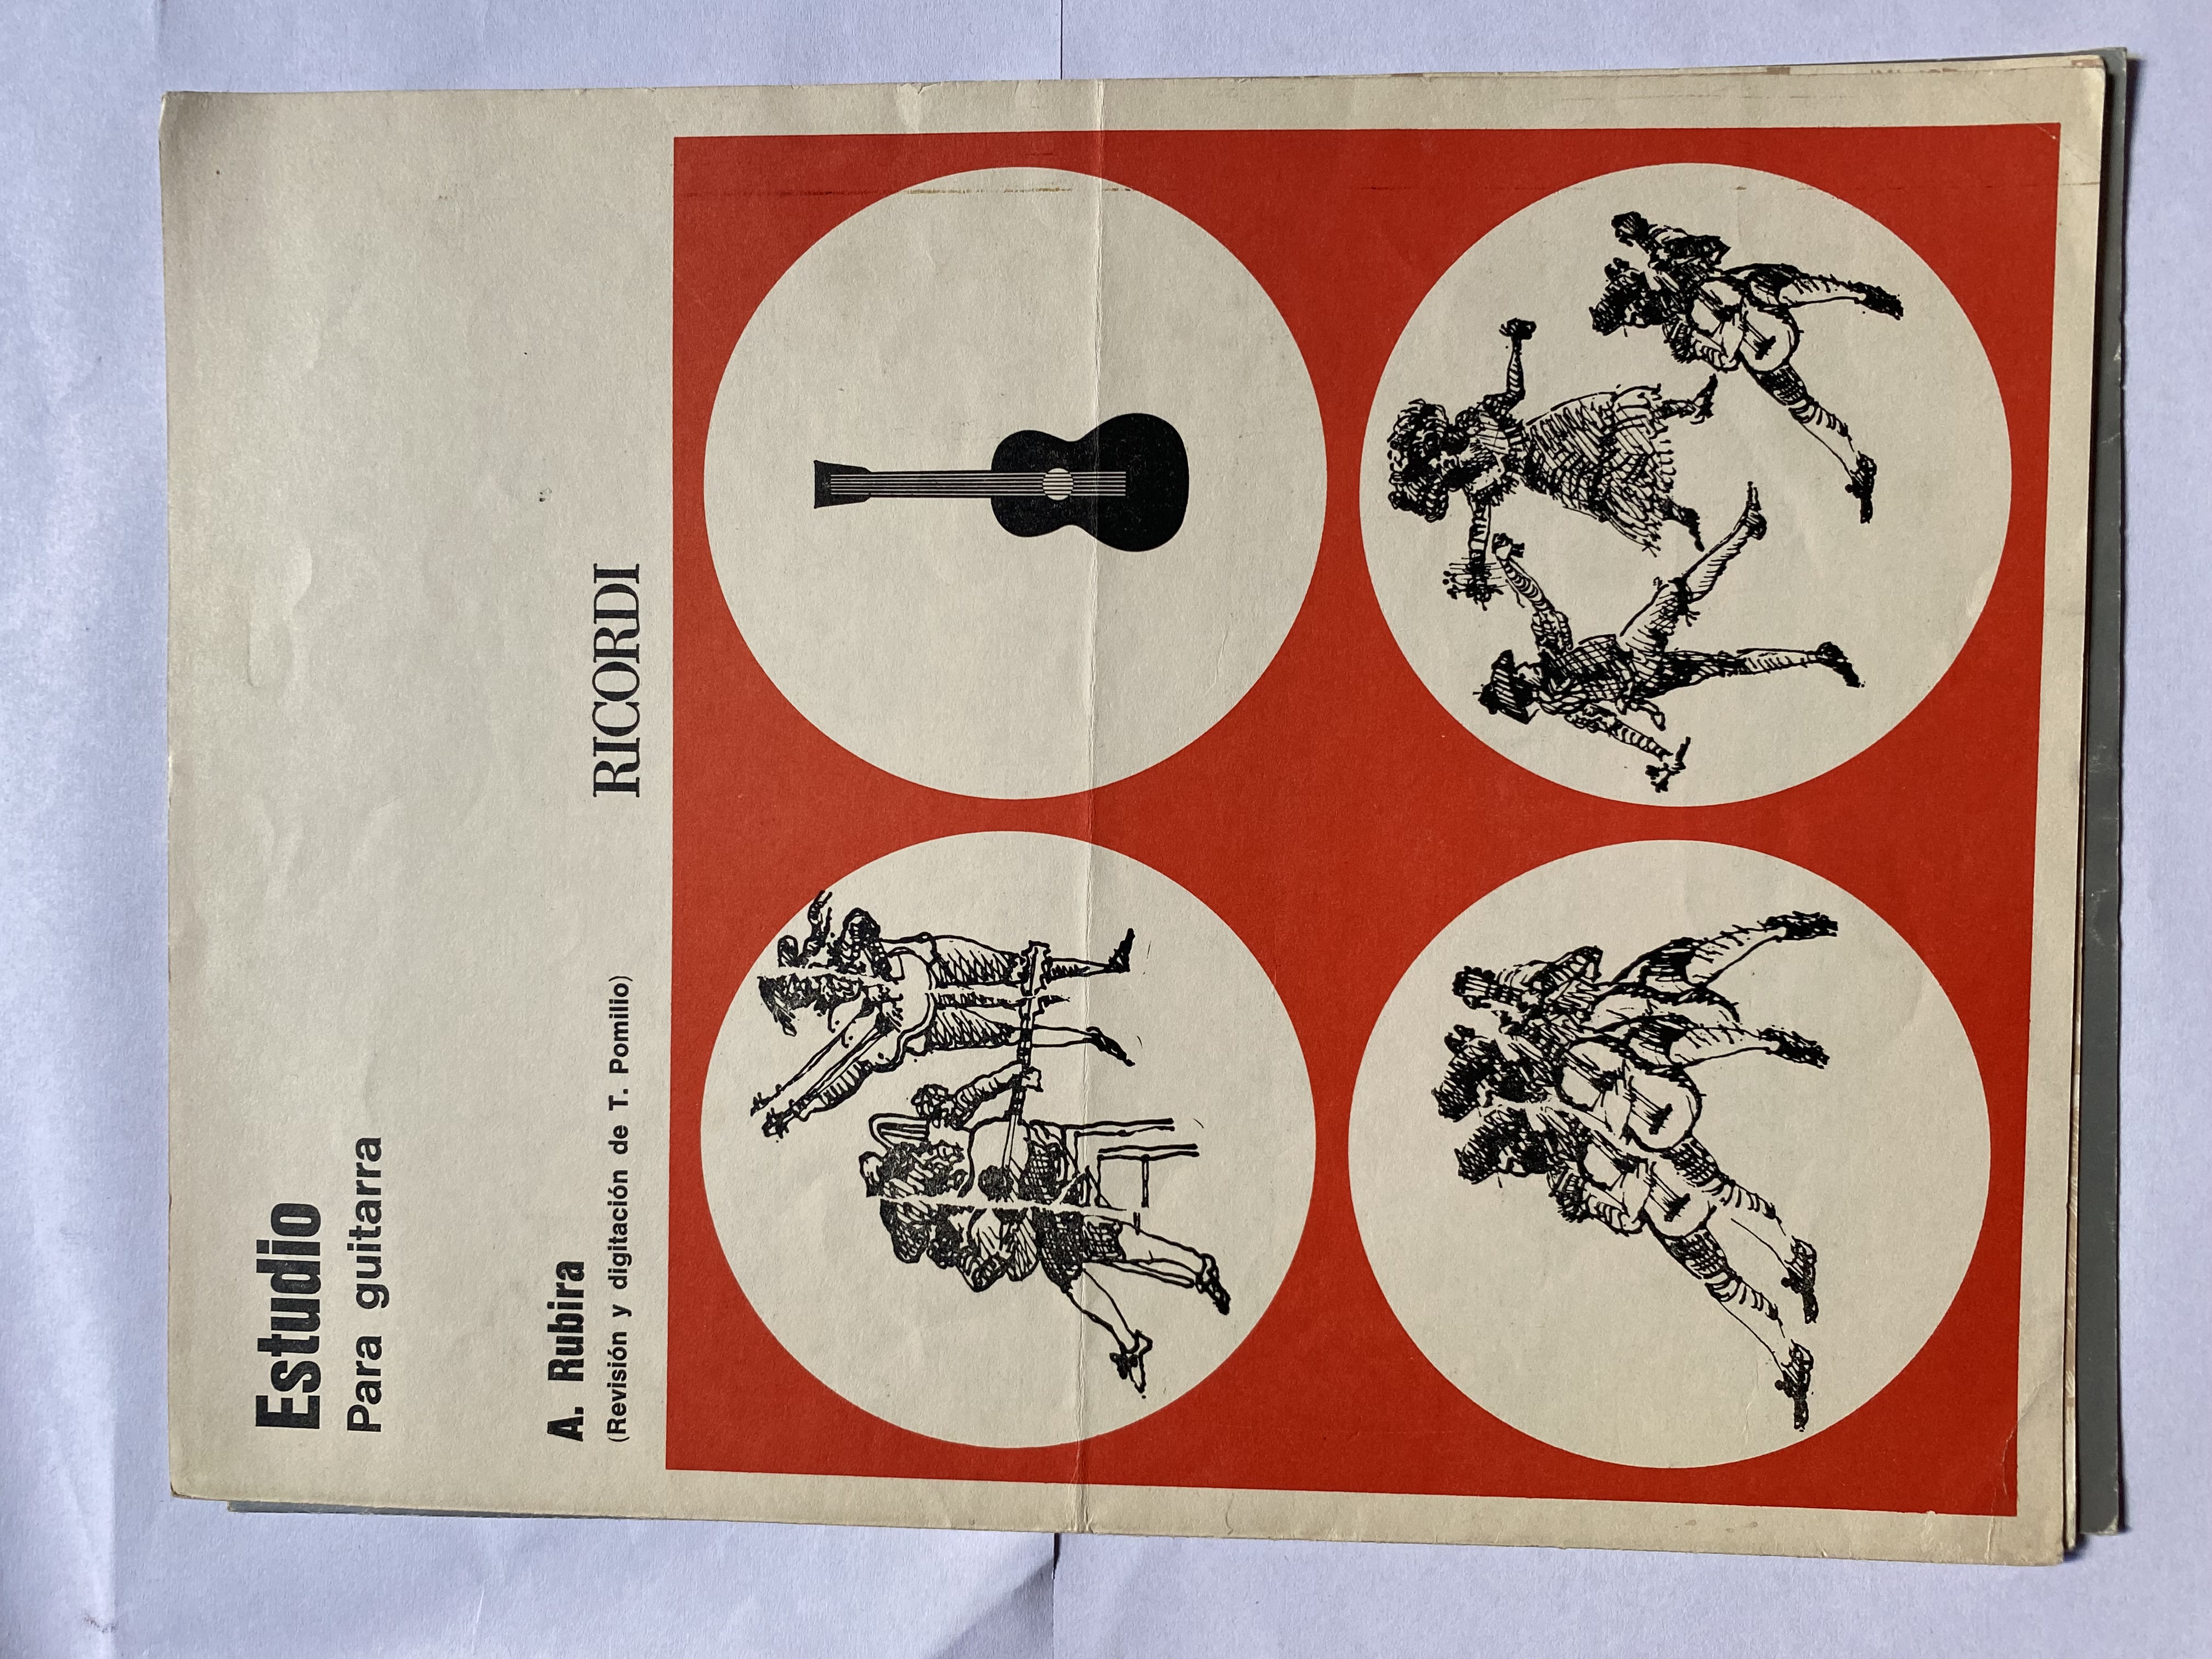 Estudio
Para guitarra
A. Rubira
(Revisión y digitación de T. Pomilio)
RICORDI